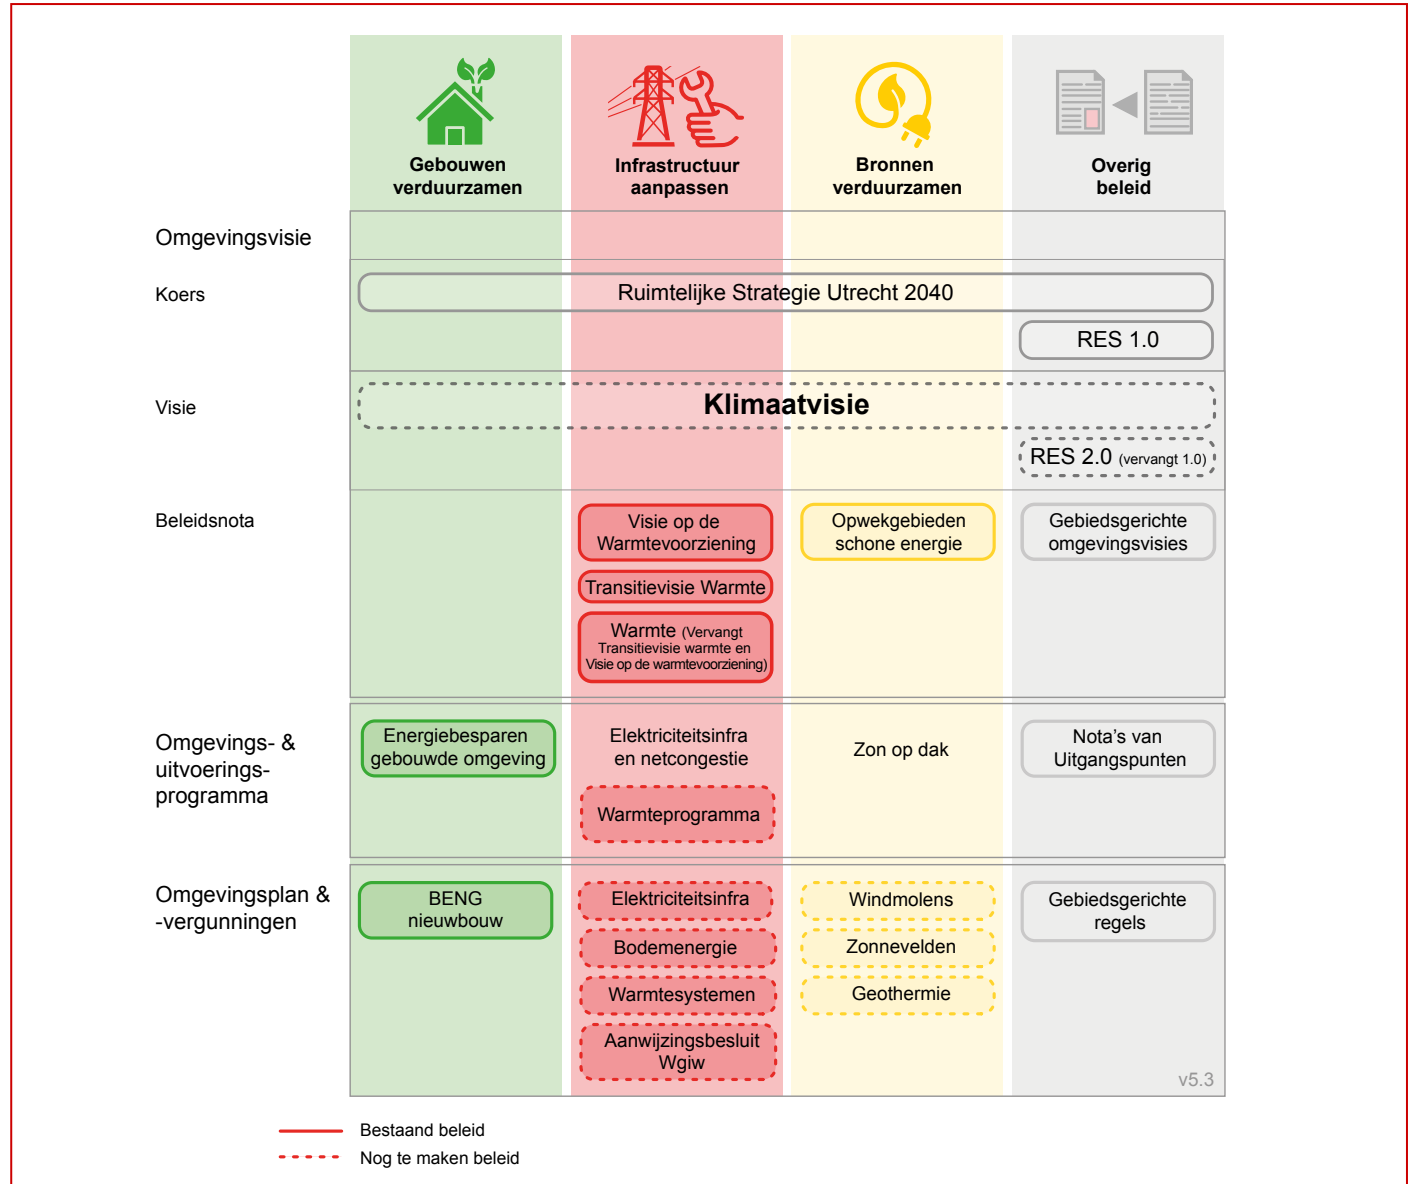 Gebouwen
verduurzamen
Infrastructuur
aanpassen
Bronnen
verduurzamen
Overig
beleid
Omgevingsvisie
Koers
Ruimtelijke Strategie Utrecht 2040
RES 1.0
Visie
Klimaatvisie
RES 2.0 (vervangt 1.0)
Beleidsnota
Visie op de
Warmtevoorziening
Transitievisie Warmte
Warmte (Vervangt
Transitievisie warmte en
Visie op de warmtevoorziening)
Opwekgebieden
schone energie
Gebiedsgerichte
omgevingsvisies
Omgevings- &
uitvoerings-
programma
Energiebesparen
gebouwde omgeving
Elektriciteitsinfra
en netcongestie
Warmteprogramma
Zon op dak
Nota's van
Uitgangspunten
Omgevingsplan &
-vergunningen
BENG
nieuwbouw
Elektriciteitsinfra
Bodemenergie
Warmtesystemen
Aanwijzingsbesluit
Wgiw
Windmolens
Zonnevelden
Geothermie
Gebiedsgerichte
regels
v5.3
Bestaand beleid
Nog te maken beleid